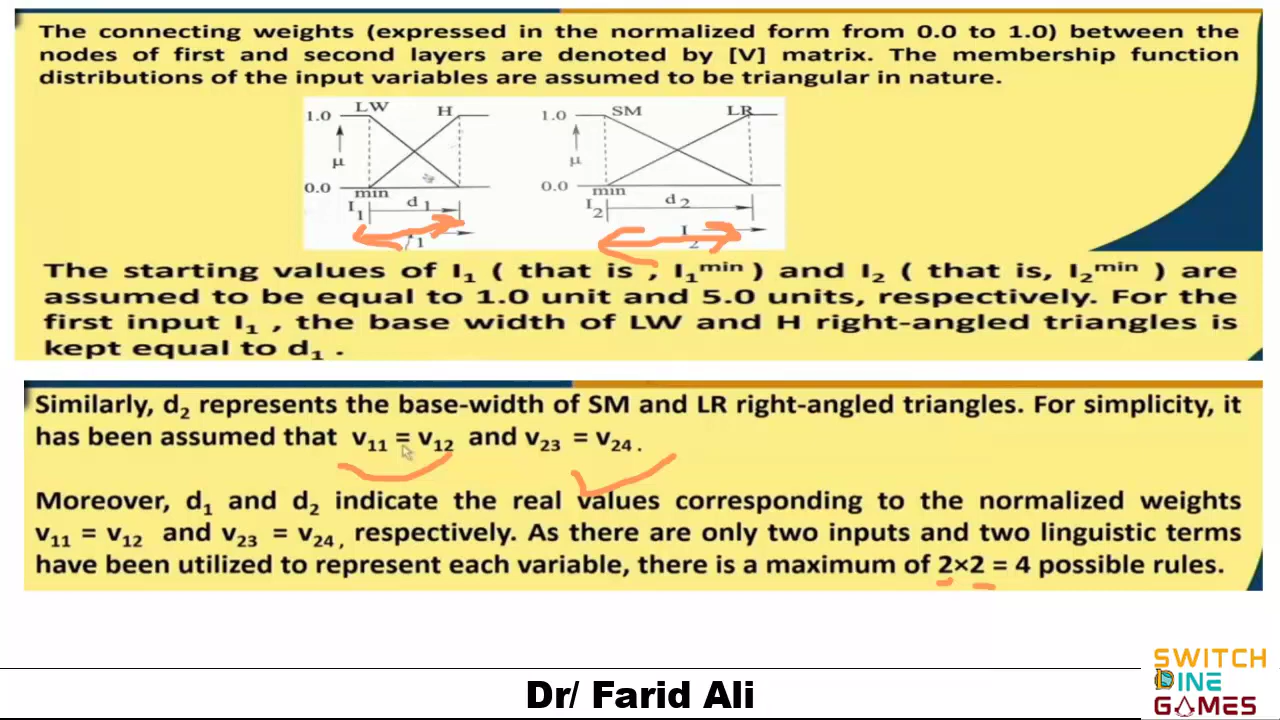 The connecting weights (expressed in the normalized form from 0.0 to 1.0) between the
nodes of first and second layers are denoted by [V] matrix. The membership function
distributions of the input variables are assumed to be triangular in nature.
LW H
1.0
μ
0.0
min
I1 d1
SM LR
1.0
μ
0.0
min
I2 d2
I2
The starting values of I₁ ( that is , I₁ᵐⁱⁿ ) and I₂ ( that is, I₂ᵐⁱⁿ ) are
assumed to be equal to 1.0 unit and 5.0 units, respectively. For the
first input I₁ , the base width of LW and H right-angled triangles is
kept equal to d₁ .
Similarly, d₂ represents the base-width of SM and LR right-angled triangles. For simplicity, it
has been assumed that v₁₁ = v₁₂ and v₂₃ = v₂₄ .
Moreover, d₁ and d₂ indicate the real values corresponding to the normalized weights
v₁₁ = v₁₂ and v₂₃ = v₂₄ , respectively. As there are only two inputs and two linguistic terms
have been utilized to represent each variable, there is a maximum of 2×2 = 4 possible rules.
Dr/ Farid Ali
SWITCH
DINE
GAMES